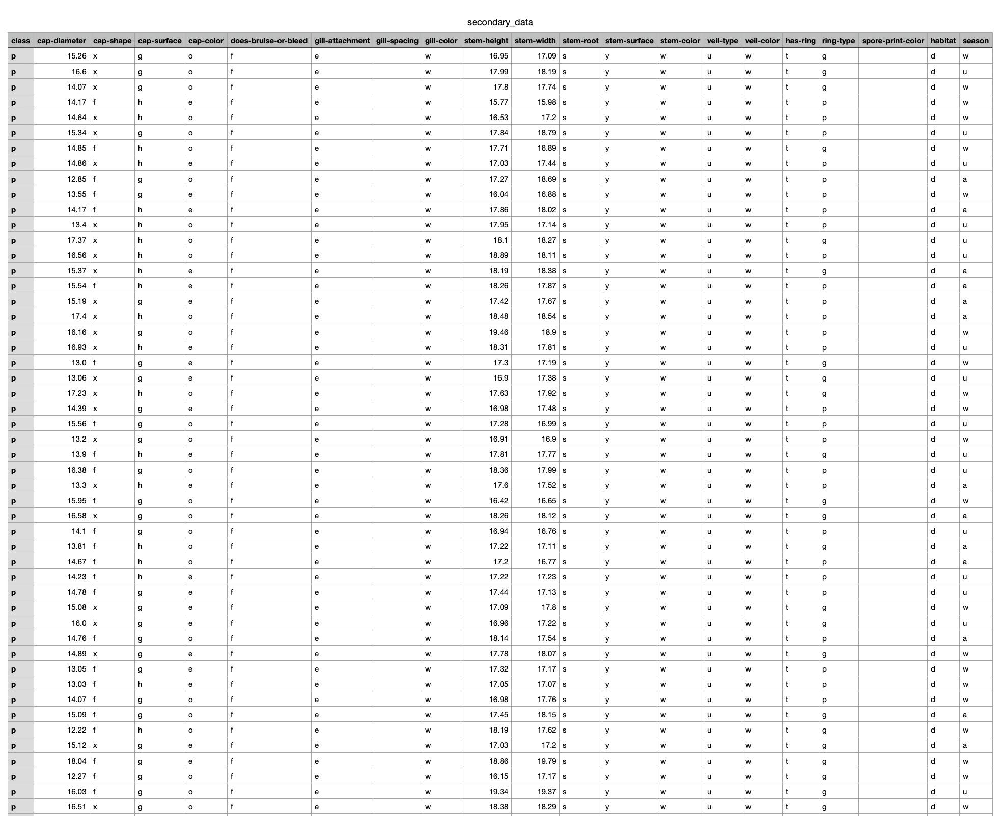 secondary_data
class cap-diameter cap-shape cap-surface cap-color does-bruise-or-bleed gill-attachment gill-spacing gill-color stem-height stem-width stem-root stem-surface stem-color veil-type veil-color has-ring ring-type spore-print-color habitat season
p 15.26 x g o f e w 16.95 17.09 s y w u w t g d w
p 16.6 x g o f e w 17.99 18.19 s y w u w t g d u
p 14.07 x g o f e w 17.8 17.74 s y w u w t g d w
p 14.17 f h e f e w 15.77 15.98 s y w u w t p d w
p 14.64 x h o f e w 16.53 17.2 s y w u w t p d w
p 15.34 x g o f e w 17.84 18.79 s y w u w t p d u
p 14.85 f h o f e w 17.71 16.89 s y w u w t g d w
p 14.86 x h e f e w 17.03 17.44 s y w u w t p d u
p 12.85 f g o f e w 17.27 18.69 s y w u w t p d a
p 13.55 f g e f e w 16.04 16.88 s y w u w t p d w
p 14.17 f h e f e w 17.86 18.02 s y w u w t p d a
p 13.4 x h o f e w 17.95 17.14 s y w u w t p d u
p 17.37 x h o f e w 18.1 18.27 s y w u w t g d u
p 16.56 x h o f e w 18.89 18.11 s y w u w t p d u
p 15.37 x h e f e w 18.19 18.38 s y w u w t g d a
p 15.54 f h e f e w 18.26 17.87 s y w u w t p d a
p 15.19 x g e f e w 17.42 17.67 s y w u w t p d a
p 17.4 x h o f e w 18.48 18.54 s y w u w t p d a
p 16.16 x g o f e w 19.46 18.9 s y w u w t p d w
p 16.93 x h e f e w 18.31 17.81 s y w u w t p d u
p 13.0 f g e f e w 17.3 17.19 s y w u w t g d w
p 13.06 x g e f e w 16.9 17.38 s y w u w t g d u
p 17.23 x h o f e w 17.63 17.92 s y w u w t g d w
p 14.39 x g e f e w 16.98 17.48 s y w u w t p d w
p 15.56 f g o f e w 17.28 16.99 s y w u w t p d u
p 13.2 x g o f e w 16.91 16.9 s y w u w t p d w
p 13.9 f h e f e w 17.81 17.77 s y w u w t g d u
p 16.38 f g o f e w 18.36 17.99 s y w u w t p d u
p 13.3 x h e f e w 17.6 17.52 s y w u w t p d a
p 15.95 f g o f e w 16.42 16.65 s y w u w t g d w
p 16.58 x g o f e w 18.26 18.12 s y w u w t g d a
p 14.1 f g o f e w 16.94 16.76 s y w u w t p d u
p 13.81 f h o f e w 17.22 17.11 s y w u w t g d a
p 14.67 f h o f e w 17.2 16.77 s y w u w t p d a
p 14.23 f h e f e w 17.22 17.23 s y w u w t p d u
p 14.78 f g e f e w 17.44 17.13 s y w u w t p d u
p 15.08 x g e f e w 17.09 17.8 s y w u w t g d w
p 16.0 x g e f e w 16.96 17.22 s y w u w t g d u
p 14.76 f g o f e w 18.14 17.54 s y w u w t p d a
p 14.89 x g e f e w 17.78 18.07 s y w u w t g d w
p 13.05 f g e f e w 17.32 17.17 s y w u w t p d w
p 13.03 f h e f e w 17.05 17.07 s y w u w t p d w
p 14.07 f g o f e w 16.98 17.76 s y w u w t p d w
p 15.09 f g o f e w 17.45 18.15 s y w u w t g d a
p 12.22 f h o f e w 18.19 17.62 s y w u w t g d w
p 15.12 x g e f e w 17.03 17.2 s y w u w t g d a
p 18.04 f g e f e w 18.86 19.79 s y w u w t g d w
p 12.27 f g o f e w 16.15 17.17 s y w u w t g d w
p 16.03 f g o f e w 19.34 19.37 s y w u w t g d u
p 16.51 x g o f e w 18.38 18.29 s y w u w t g d w